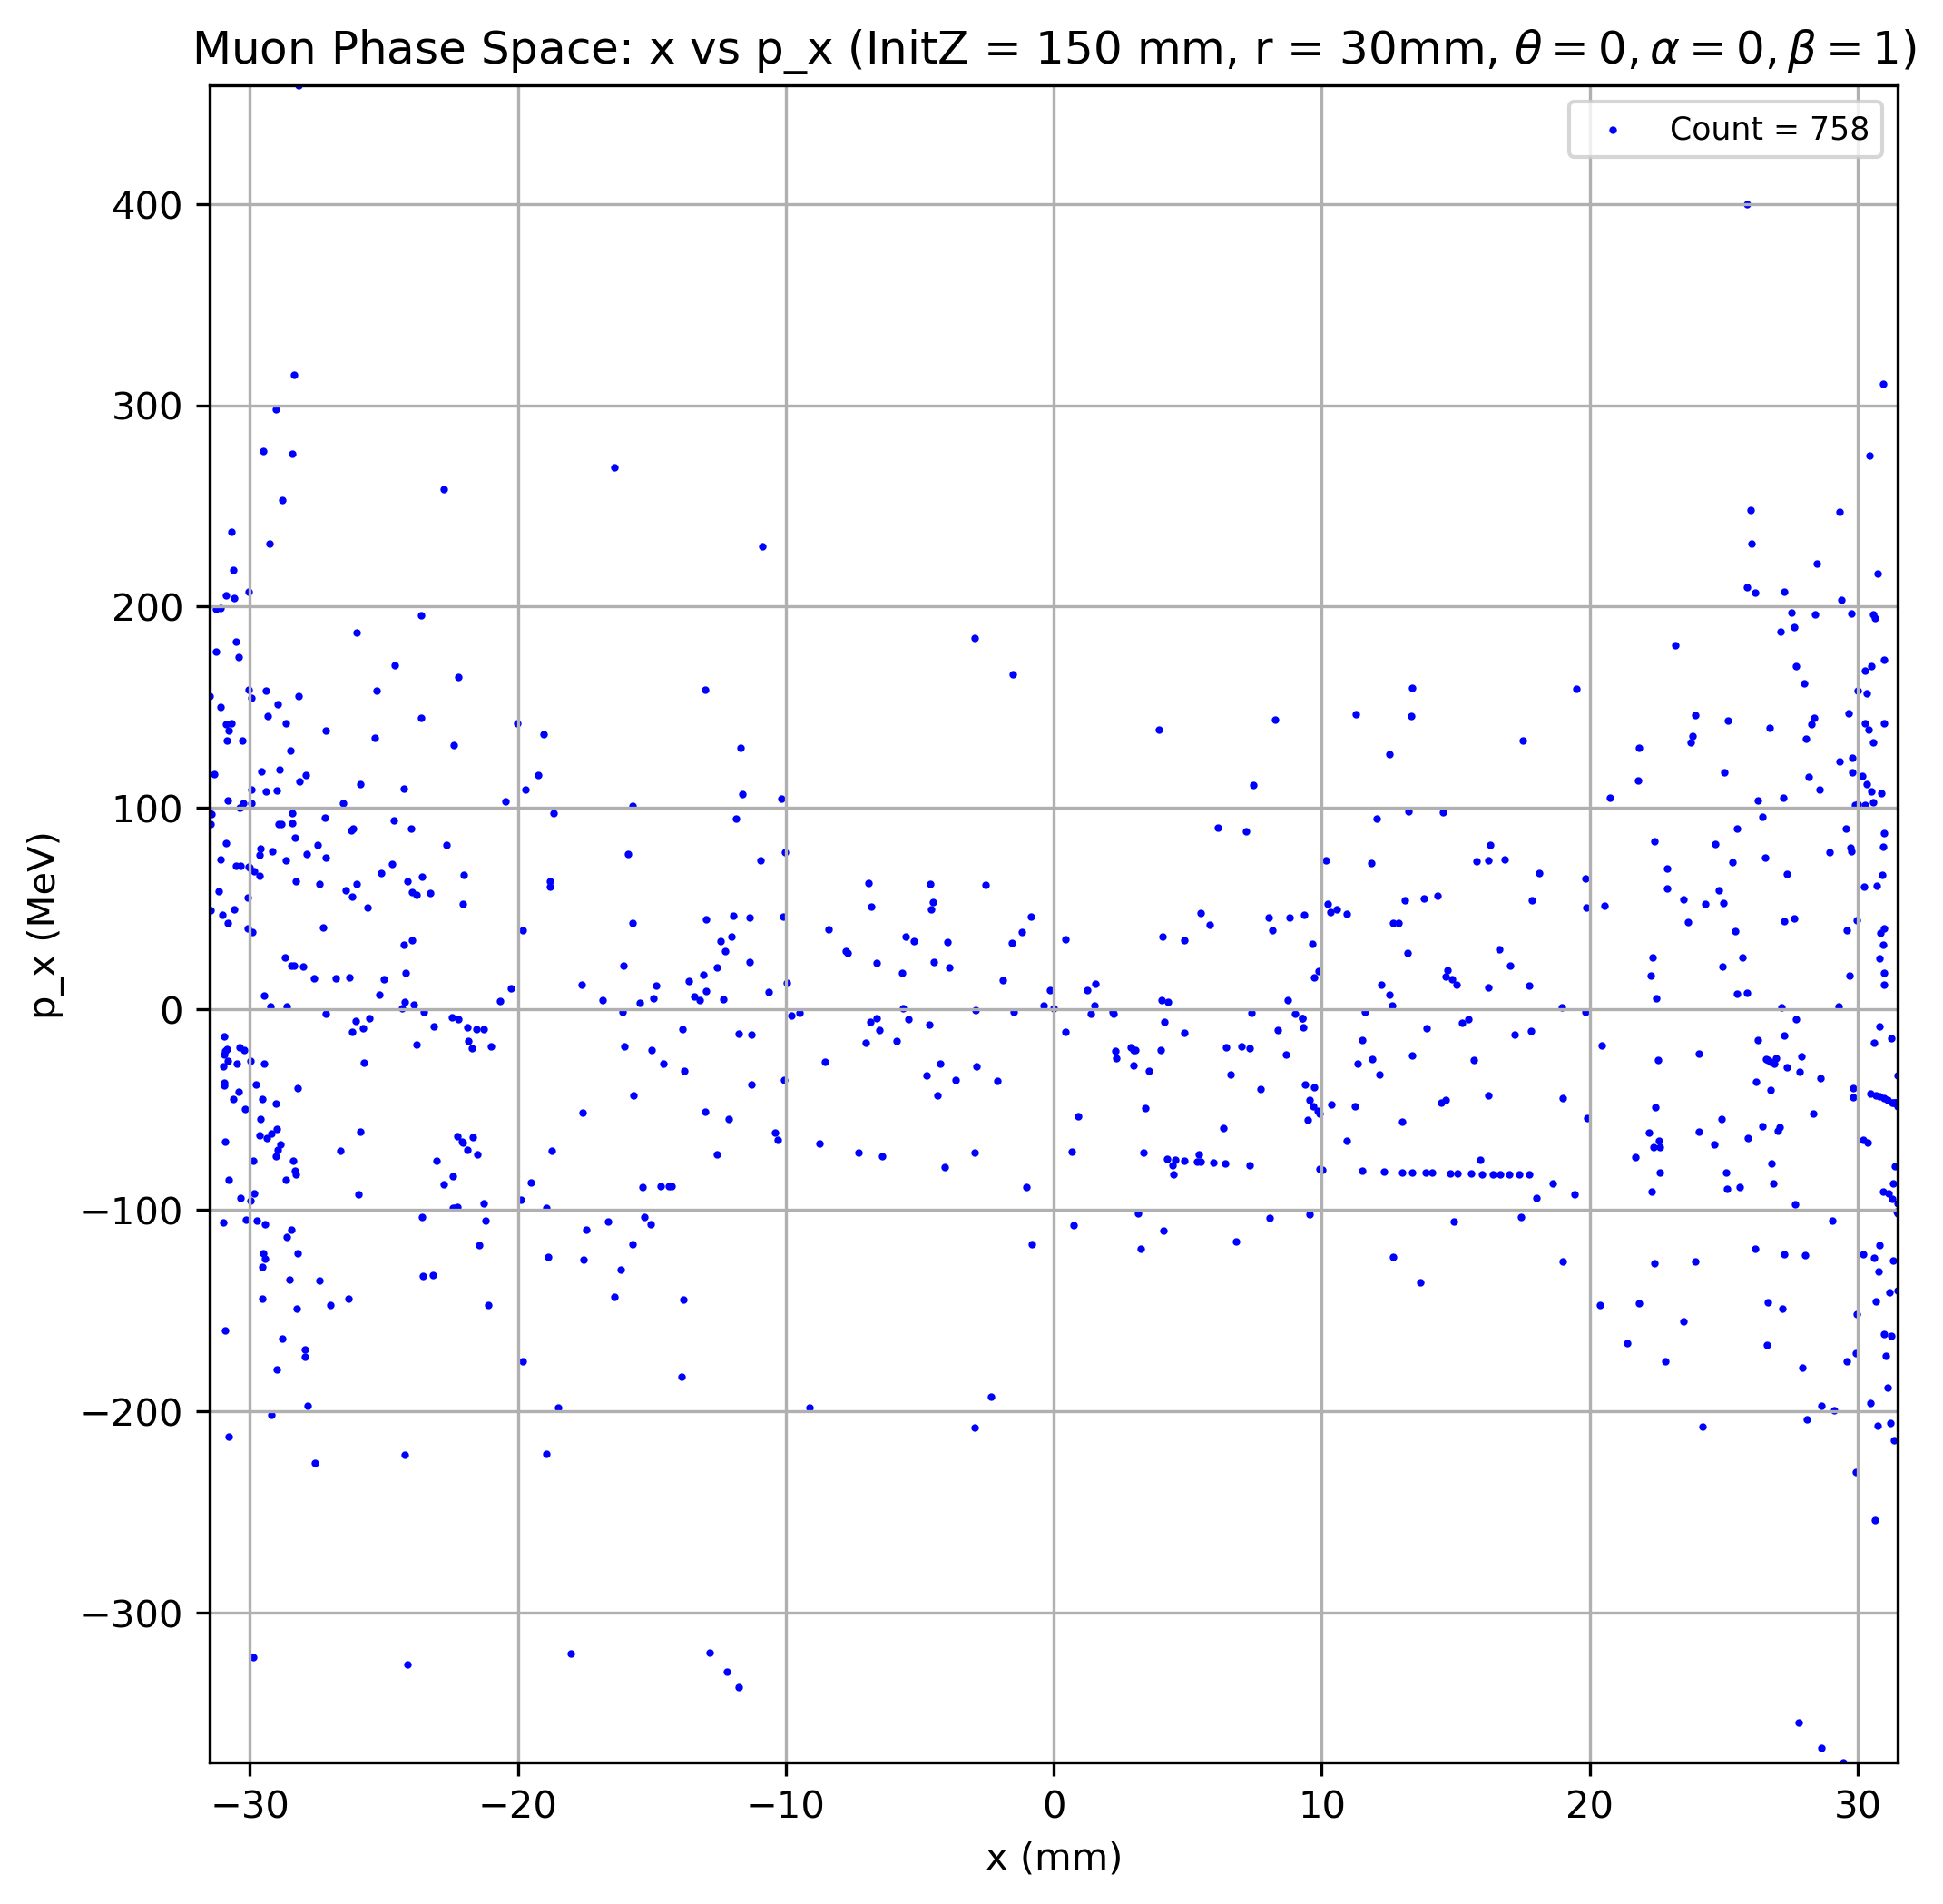 Muon Phase Space: x vs p_x (InitZ = 150 mm, r = 30mm, θ = 0, α = 0, β = 1)
Count = 758
400
300
200
100
0
−100
−200
−300
p_x (MeV)
−30 −20 −10 0 10 20 30
x (mm)